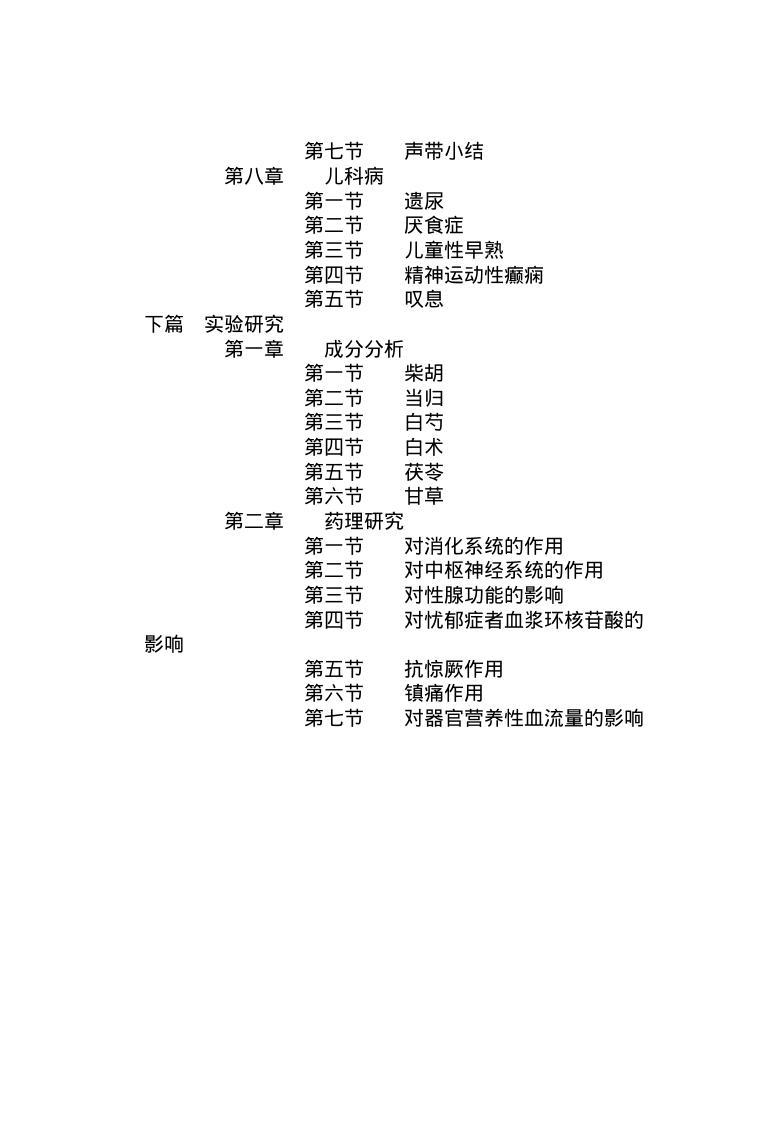 第七节　　声带小结
第八章　　儿科病
第一节　　遗尿
第二节　　厌食症
第三节　　儿童性早熟
第四节　　精神运动性癫痫
第五节　　叹息
下篇　实验研究
第一章　　成分分析
第一节　　柴胡
第二节　　当归
第三节　　白芍
第四节　　白术
第五节　　茯苓
第六节　　甘草
第二章　　药理研究
第一节　　对消化系统的作用
第二节　　对中枢神经系统的作用
第三节　　对性腺功能的影响
第四节　　对忧郁症者血浆环核苷酸的
影响
第五节　　抗惊厥作用
第六节　　镇痛作用
第七节　　对器官营养性血流量的影响